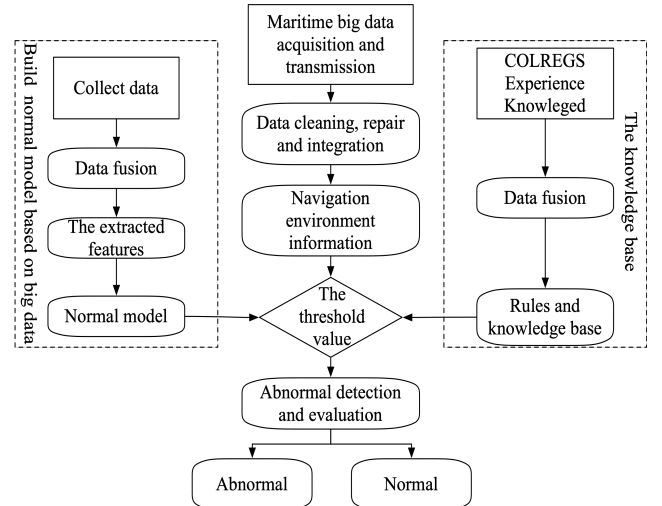 Build normal model based on big data
Collect data
Data fusion
The extracted
features
Normal model
Maritime big data
acquisition and
transmission
Data cleaning, repair
and integration
Navigation
environment
information
The
threshold
value
Abnormal detection
and evaluation
Abnormal
Normal
COLREGS
Experience
Knowleged
Data fusion
Rules and
knowledge base
The knowledge base